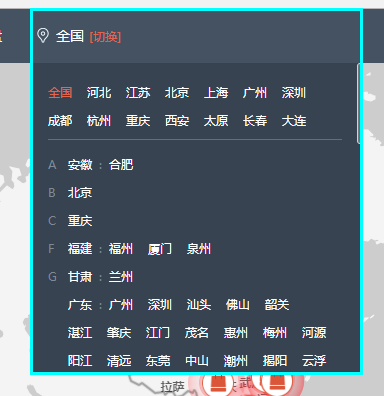 全国 [切换]
全国 河北 江苏 北京 上海 广州 深圳
成都 杭州 重庆 西安 太原 长春 大连
A 安徽 : 合肥
B 北京
C 重庆
F 福建 : 福州 厦门 泉州
G 甘肃 : 兰州
广东 : 广州 深圳 汕头 佛山 韶关
湛江 肇庆 江门 茂名 惠州 梅州 河源
阳江 清远 东莞 中山 潮州 揭阳 云浮
拉萨 武